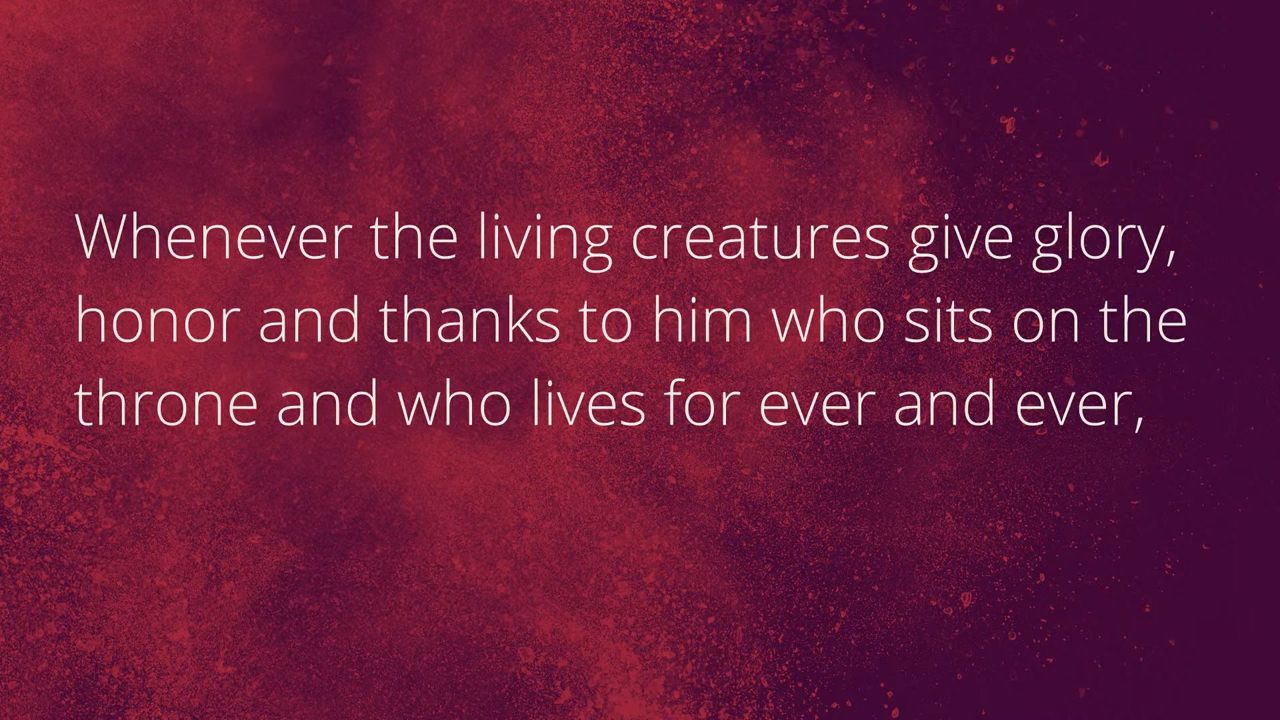 Whenever the living creatures give glory,
honor and thanks to him who sits on the
throne and who lives for ever and ever,